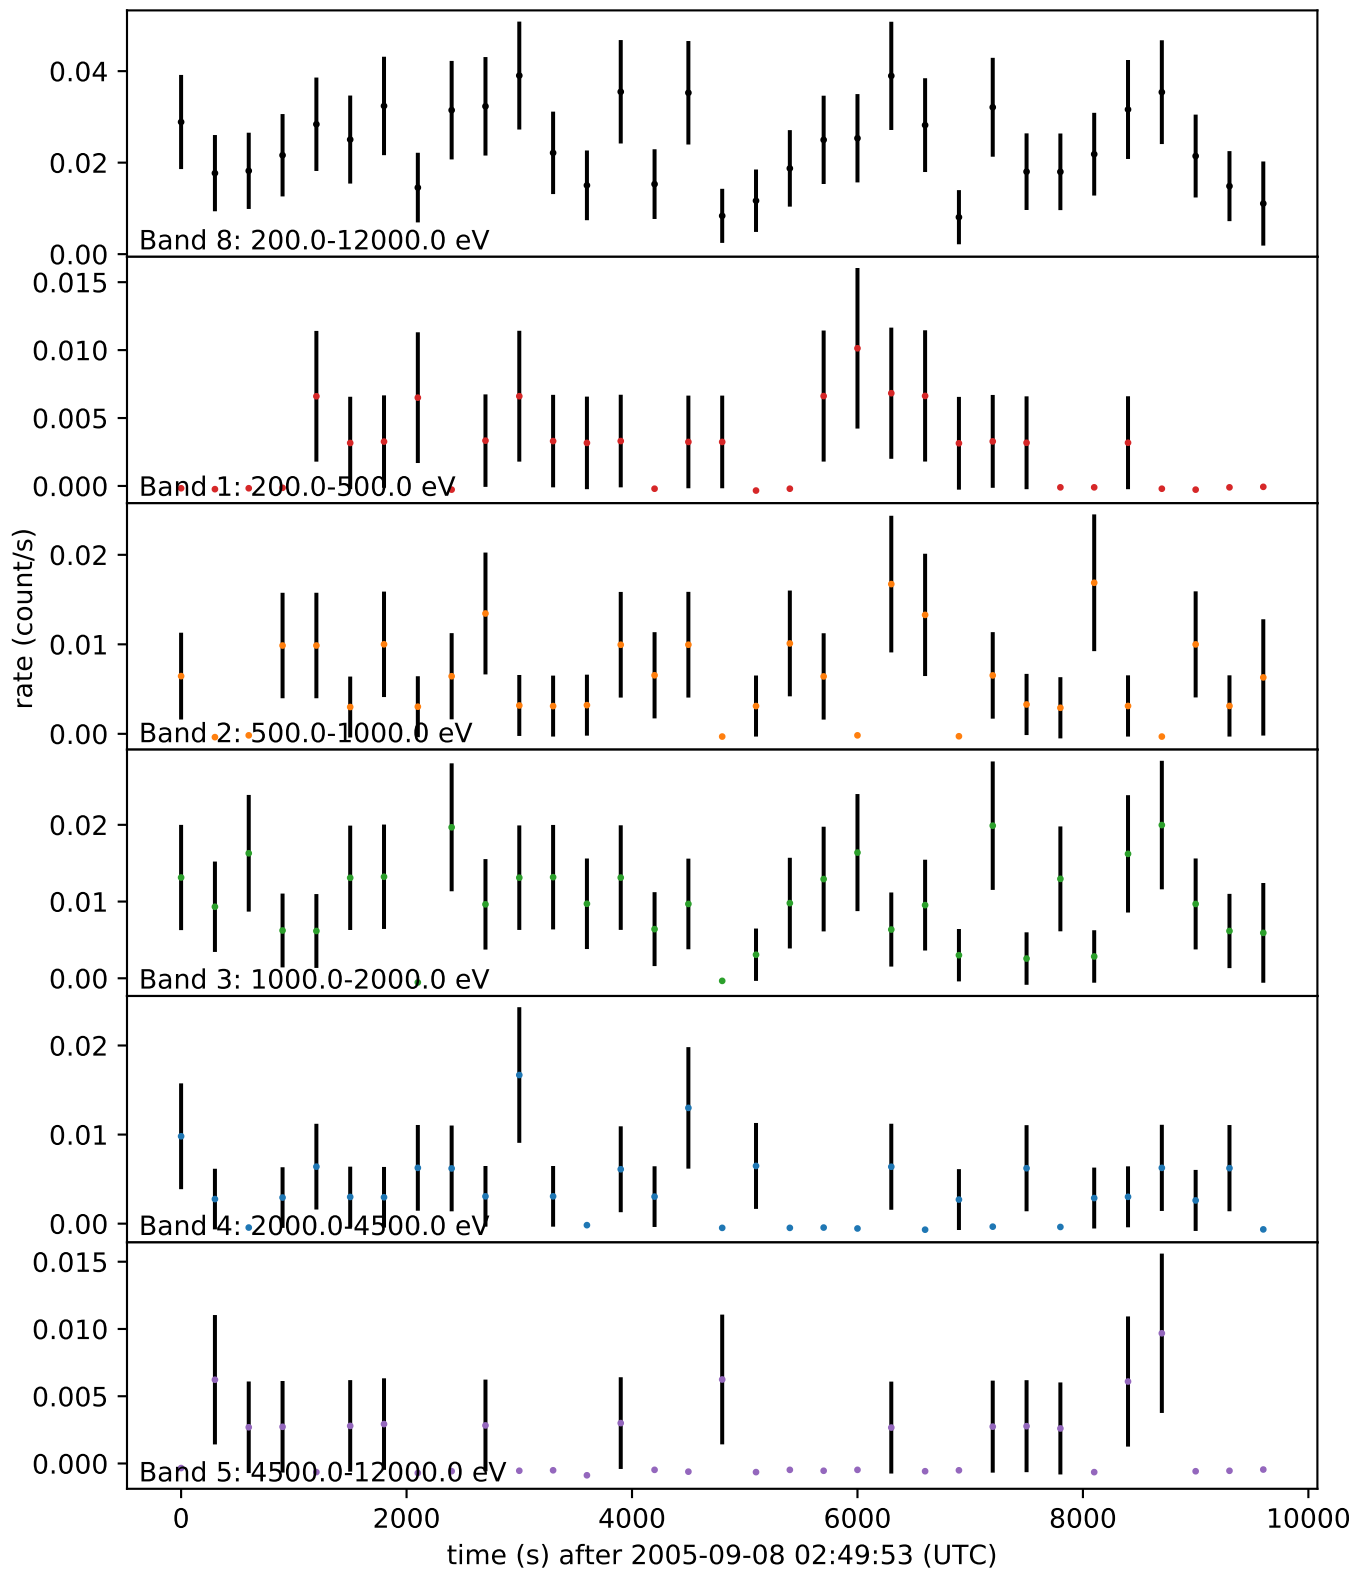 0.04
0.02
0.00
Band 8: 200.0-12000.0 eV
0.015
0.010
0.005
0.000
Band 1: 200.0-500.0 eV
rate (count/s)
0.02
0.01
0.00
Band 2: 500.0-1000.0 eV
0.02
0.01
0.00
Band 3: 1000.0-2000.0 eV
0.02
0.01
0.00
Band 4: 2000.0-4500.0 eV
0.015
0.010
0.005
0.000
Band 5: 4500.0-12000.0 eV
0 2000 4000 6000 8000 10000
time (s) after 2005-09-08 02:49:53 (UTC)